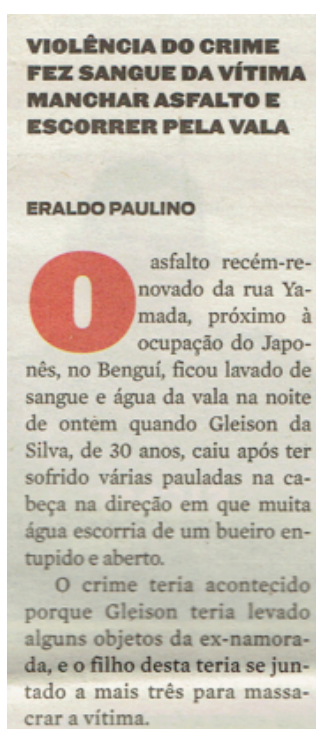 VIOLÊNCIA DO CRIME
FEZ SANGUE DA VÍTIMA
MANCHAR ASFALTO E
ESCORRER PELA VALA
ERALDO PAULINO
O asfalto recém-re-
novado da rua Ya-
mada, próximo à
ocupação do Japo-
nês, no Benguí, ficou lavado de
sangue e água da vala na noite
de ontem quando Gleison da
Silva, de 30 anos, caiu após ter
sofrido várias pauladas na ca-
beça na direção em que muita
água escorria de um bueiro en-
tupido e aberto.
O crime teria acontecido
porque Gleison teria levado
alguns objetos da ex-namora-
da, e o filho desta teria se jun-
tado a mais três para massa-
crar a vítima.